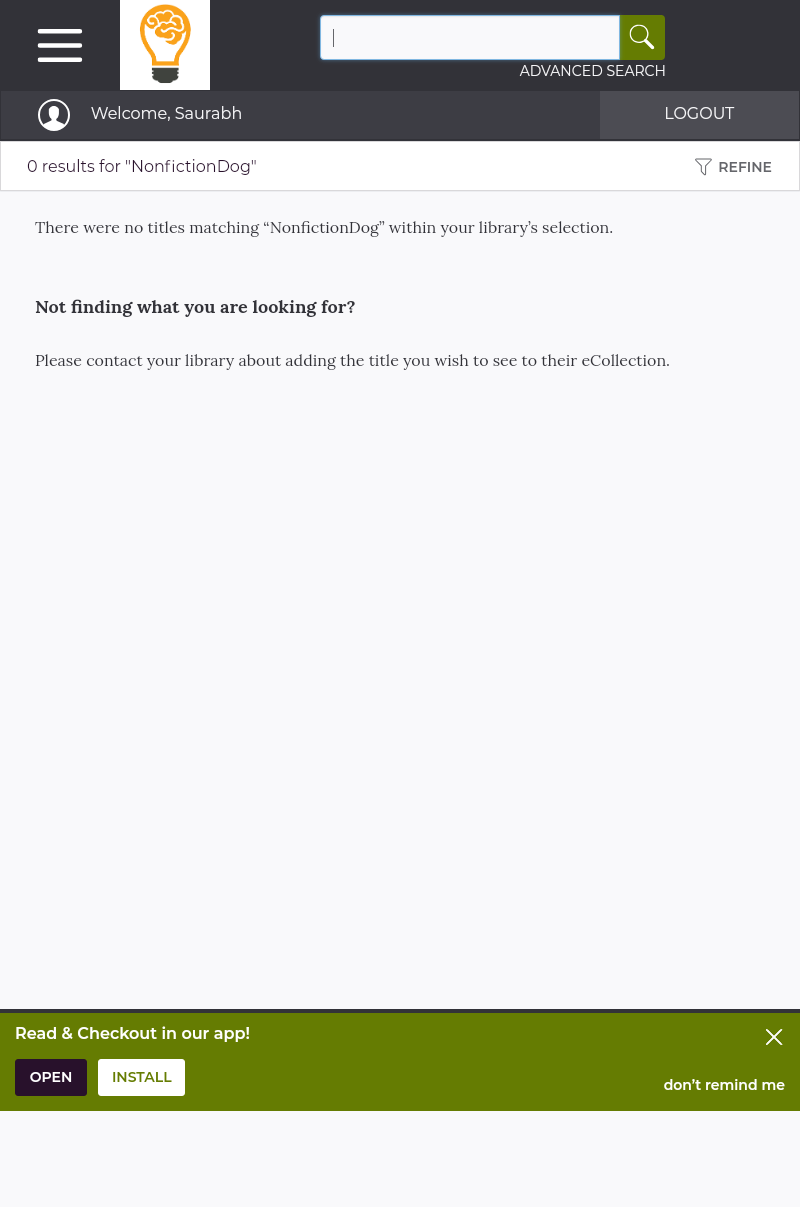 ADVANCED SEARCH
Welcome, Saurabh
LOGOUT
0 results for "NonfictionDog"
REFINE
There were no titles matching “NonfictionDog” within your library’s selection.
Not finding what you are looking for?
Please contact your library about adding the title you wish to see to their eCollection.
Read & Checkout in our app!
OPEN
INSTALL
don’t remind me